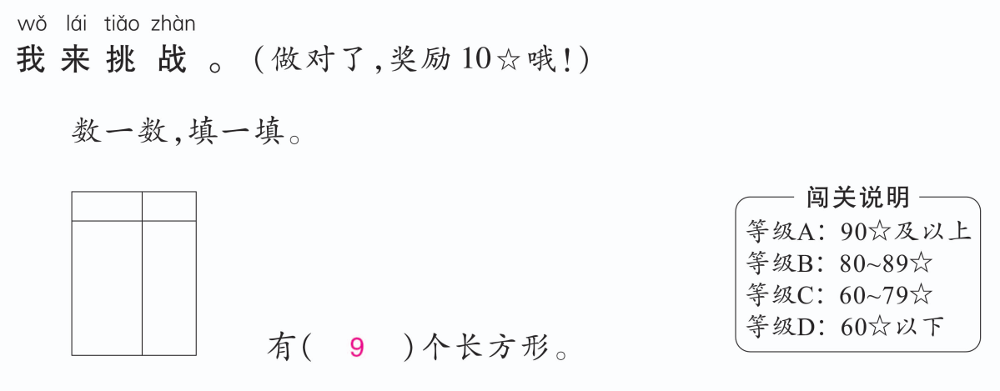 wǒ lái tiǎo zhàn
我来挑战。(做对了,奖励10☆哦!)
数一数,填一填。
有( 9 )个长方形。
闯关说明
等级A:90☆及以上
等级B:80~89☆
等级C:60~79☆
等级D:60☆以下